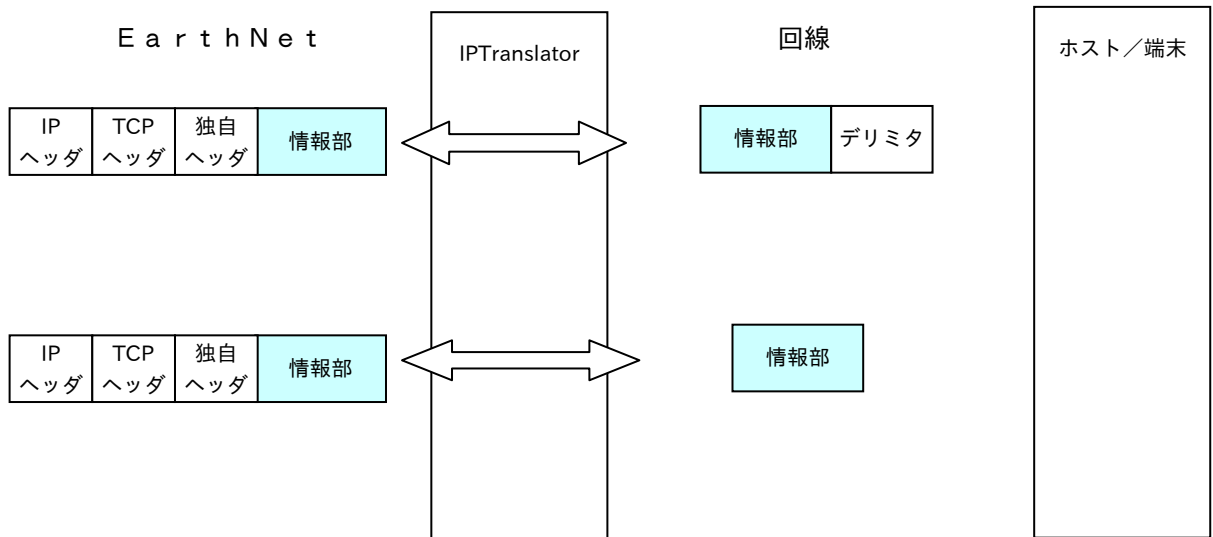 ＥａｒｔｈＮｅｔ
IPTranslator
回線
ホスト／端末
IP
ヘッダ
TCP
ヘッダ
独自
ヘッダ
情報部
情報部
デリミタ
IP
ヘッダ
TCP
ヘッダ
独自
ヘッダ
情報部
情報部